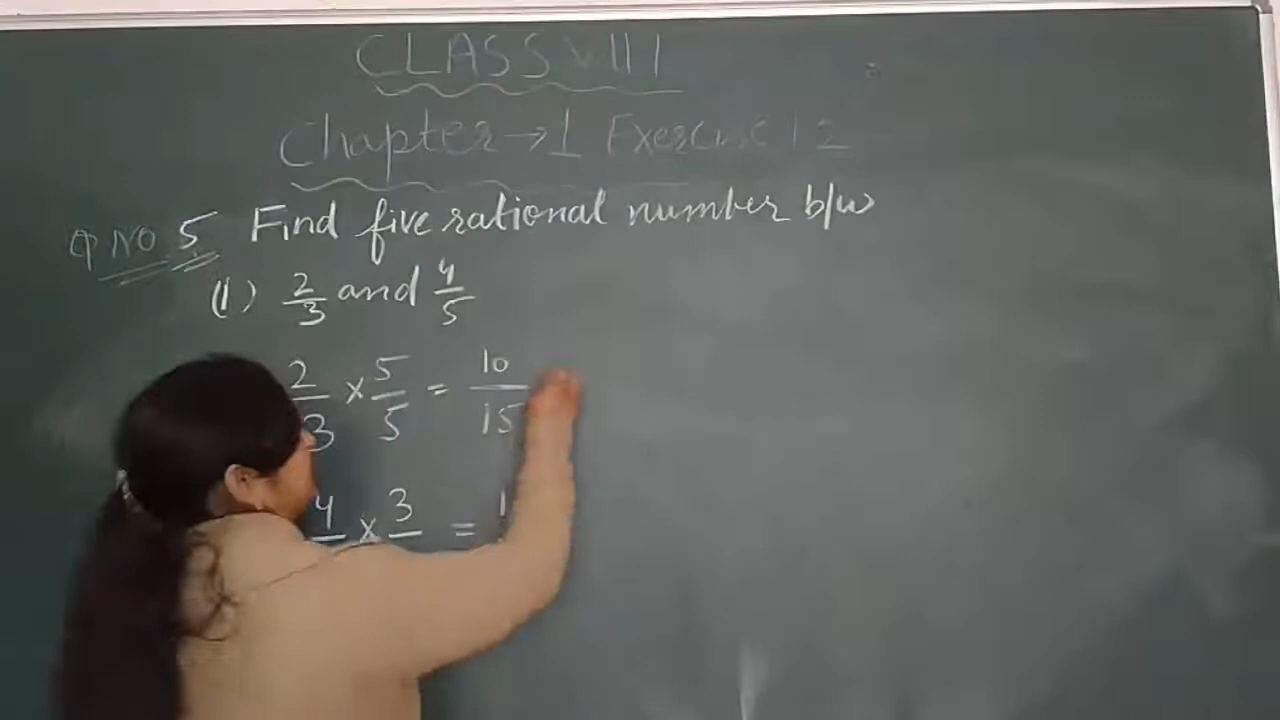 CLASS VIII
Chapter → 1 Exercise 1.2
Q NO 5 Find five rational number b/w
(1) 2/3 and 4/5
2/3 × 5/5 = 10/15
4 × 3 = 1